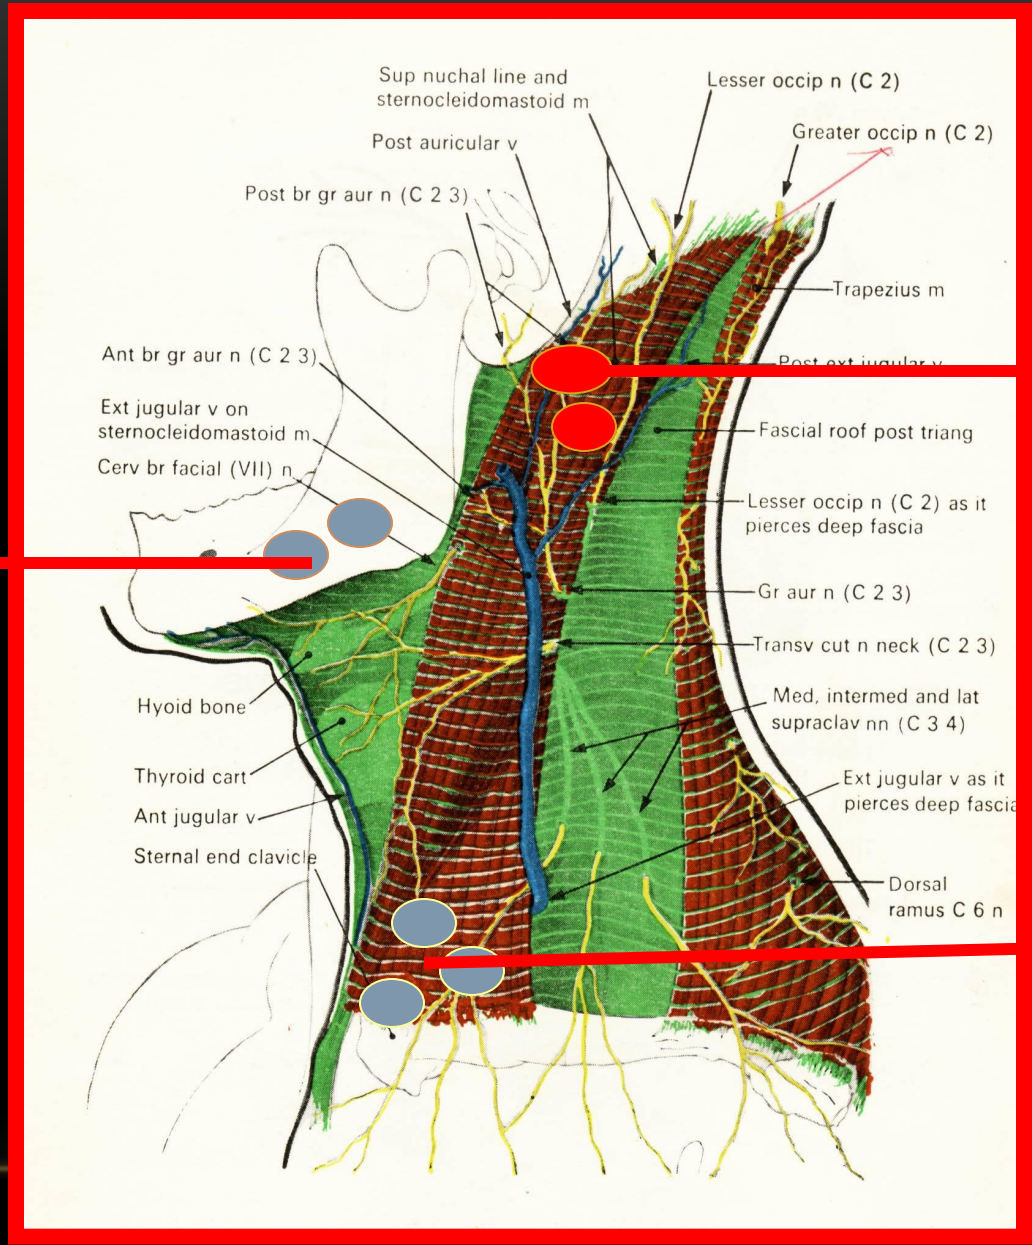 Sup nuchal line and
sternocleidomastoid m
Lesser occip n (C 2)
Post auricular v
Greater occip n (C 2)
Post br gr aur n (C 2 3)
Trapezius m
Ant br gr aur n (C 2 3)
Post ext jugular v
Ext jugular v on
sternocleidomastoid m
Cerv br facial (VII) n
Fascial roof post triang
Lesser occip n (C 2) as it
pierces deep fascia
Gr aur n (C 2 3)
Transv cut n neck (C 2 3)
Hyoid bone
Med, intermed and lat
supraclav nn (C 3 4)
Thyroid cart
Ant jugular v
Sternal end clavicle
Ext jugular v as it
pierces deep fascia
Dorsal
ramus C 6 n